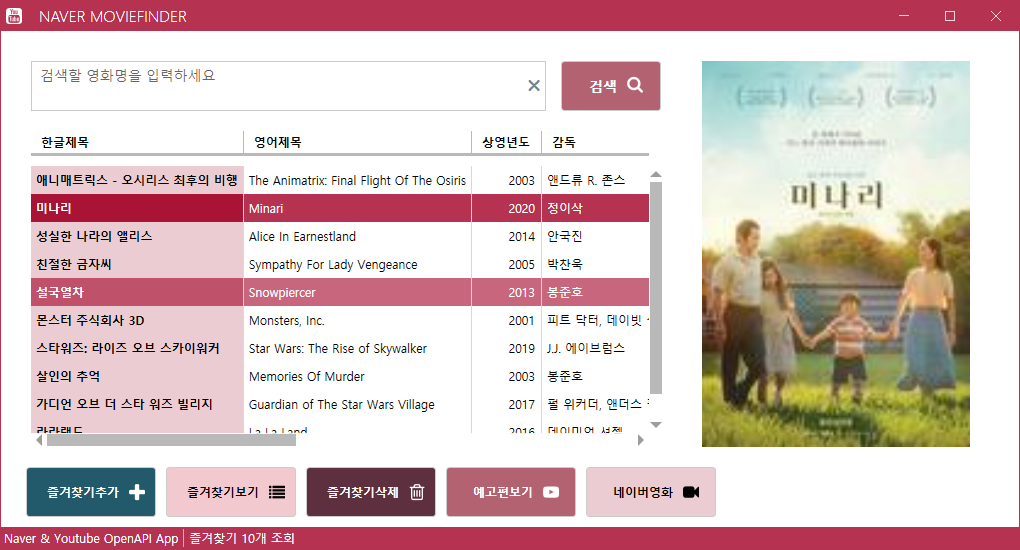 You
Tube
NAVER MOVIEFINDER
검색할 영화명을 입력하세요
검색
한글제목 영어제목 상영년도 감독
애니매트릭스 - 오시리스 최후의 비행 The Animatrix: Final Flight Of The Osiris 2003 앤드류 R. 존스
미나리 Minari 2020 정이삭
성실한 나라의 앨리스 Alice In Earnestland 2014 안국진
친절한 금자씨 Sympathy For Lady Vengeance 2005 박찬욱
설국열차 Snowpiercer 2013 봉준호
몬스터 주식회사 3D Monsters, Inc. 2001 피트 닥터, 데이빗
스타워즈: 라이즈 오브 스카이워커 Star Wars: The Rise of Skywalker 2019 J.J. 에이브럼스
살인의 추억 Memories Of Murder 2003 봉준호
가디언 오브 더 스타 워즈 빌리지 Guardian of The Star Wars Village 2017 펄 위커더, 앤더스
라라랜드 La La Land 2016 데이미언 셔젤
미나리
즐겨찾기추가 즐겨찾기보기 즐겨찾기삭제 예고편보기 네이버영화
Naver & Youtube OpenAPI App 즐겨찾기 10개 조회